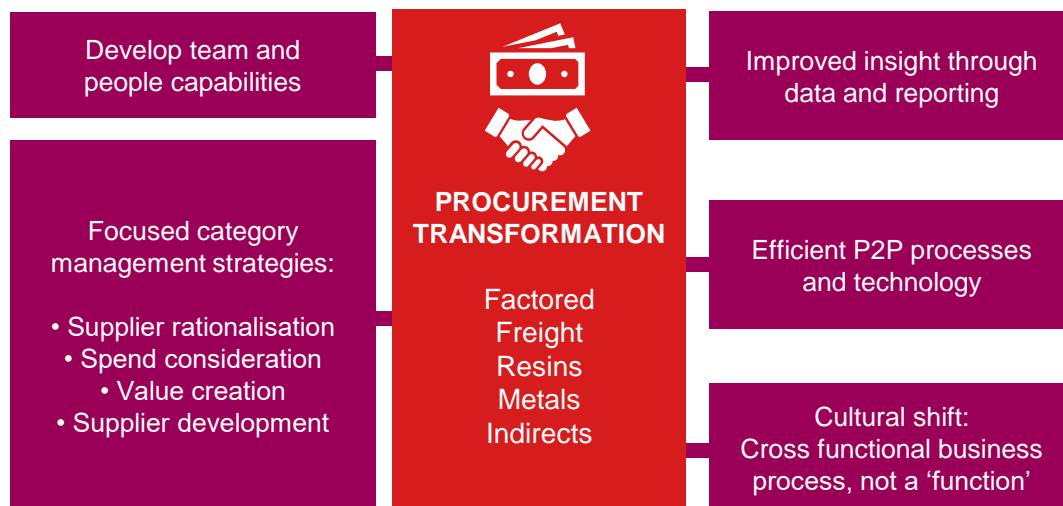 Develop team and
people capabilities
Focused category
management strategies:
• Supplier rationalisation
• Spend consideration
• Value creation
• Supplier development
PROCUREMENT
TRANSFORMATION
Factored
Freight
Resins
Metals
Indirects
Improved insight through
data and reporting
Efficient P2P processes
and technology
Cultural shift:
Cross functional business
process, not a ‘function’